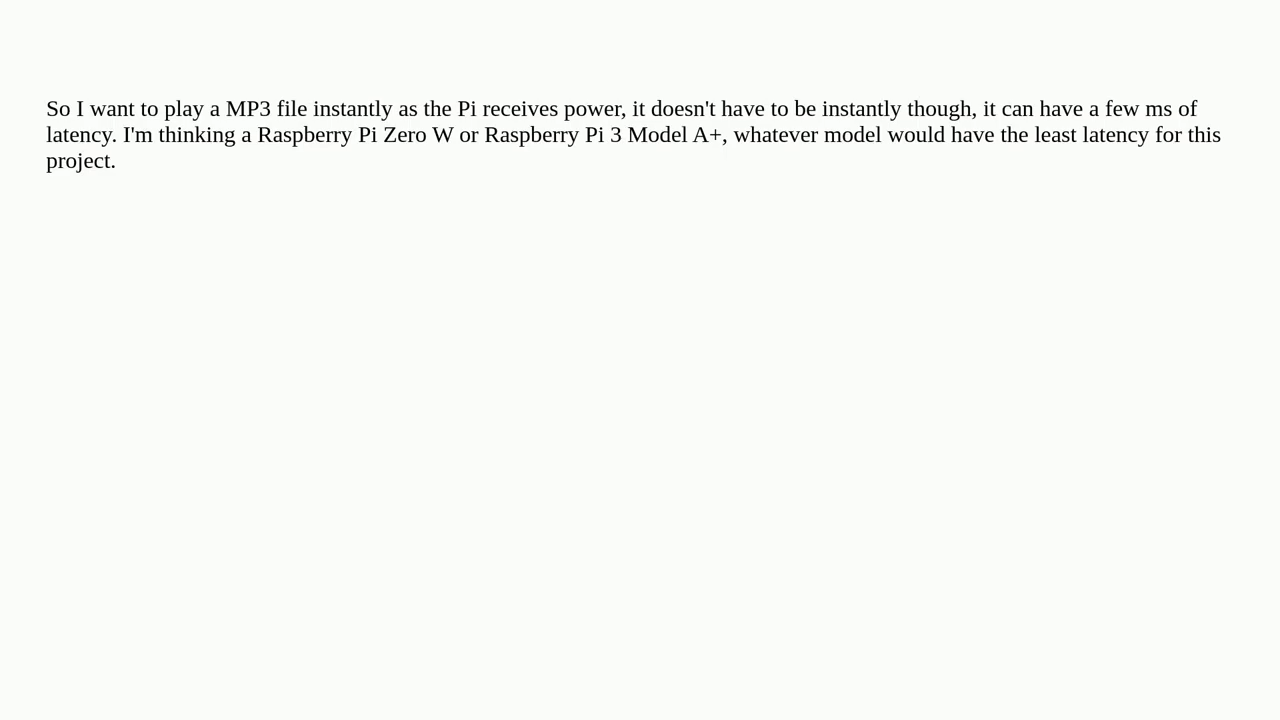 So I want to play a MP3 file instantly as the Pi receives power, it doesn't have to be instantly though, it can have a few ms of
latency. I'm thinking a Raspberry Pi Zero W or Raspberry Pi 3 Model A+, whatever model would have the least latency for this
project.